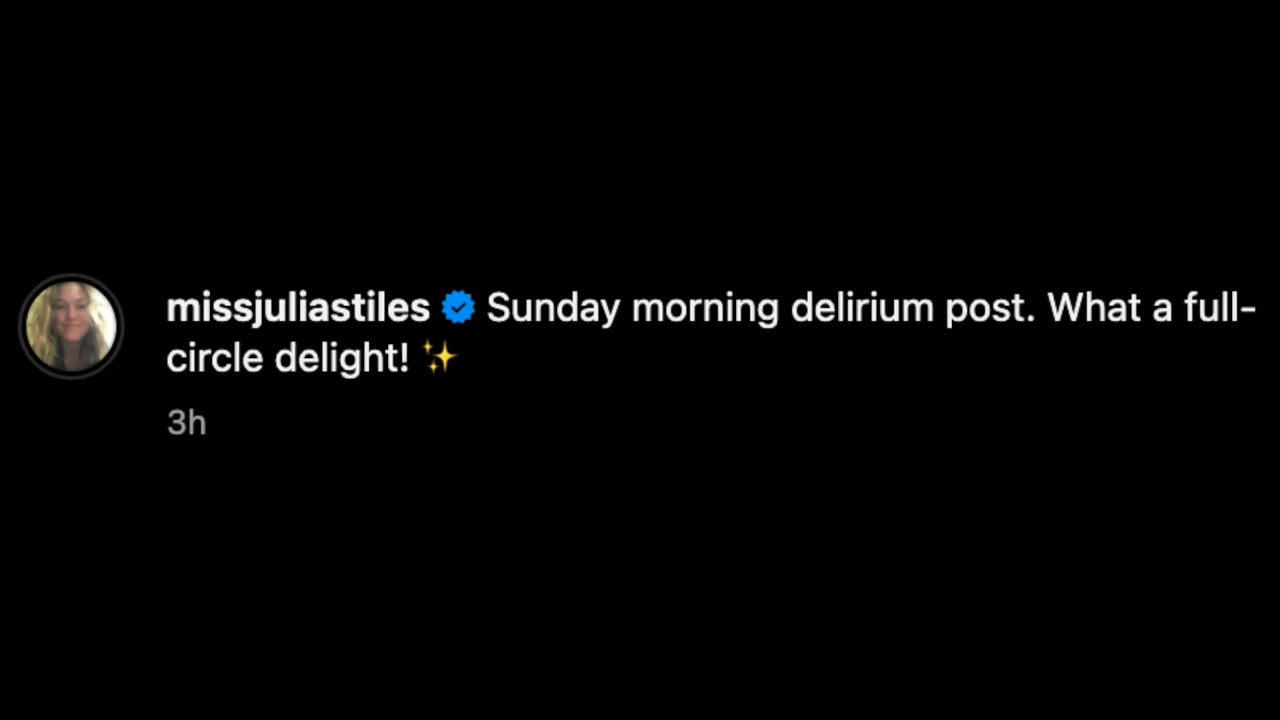 missjuliastiles Sunday morning delirium post. What a full-
circle delight! ✨
3h